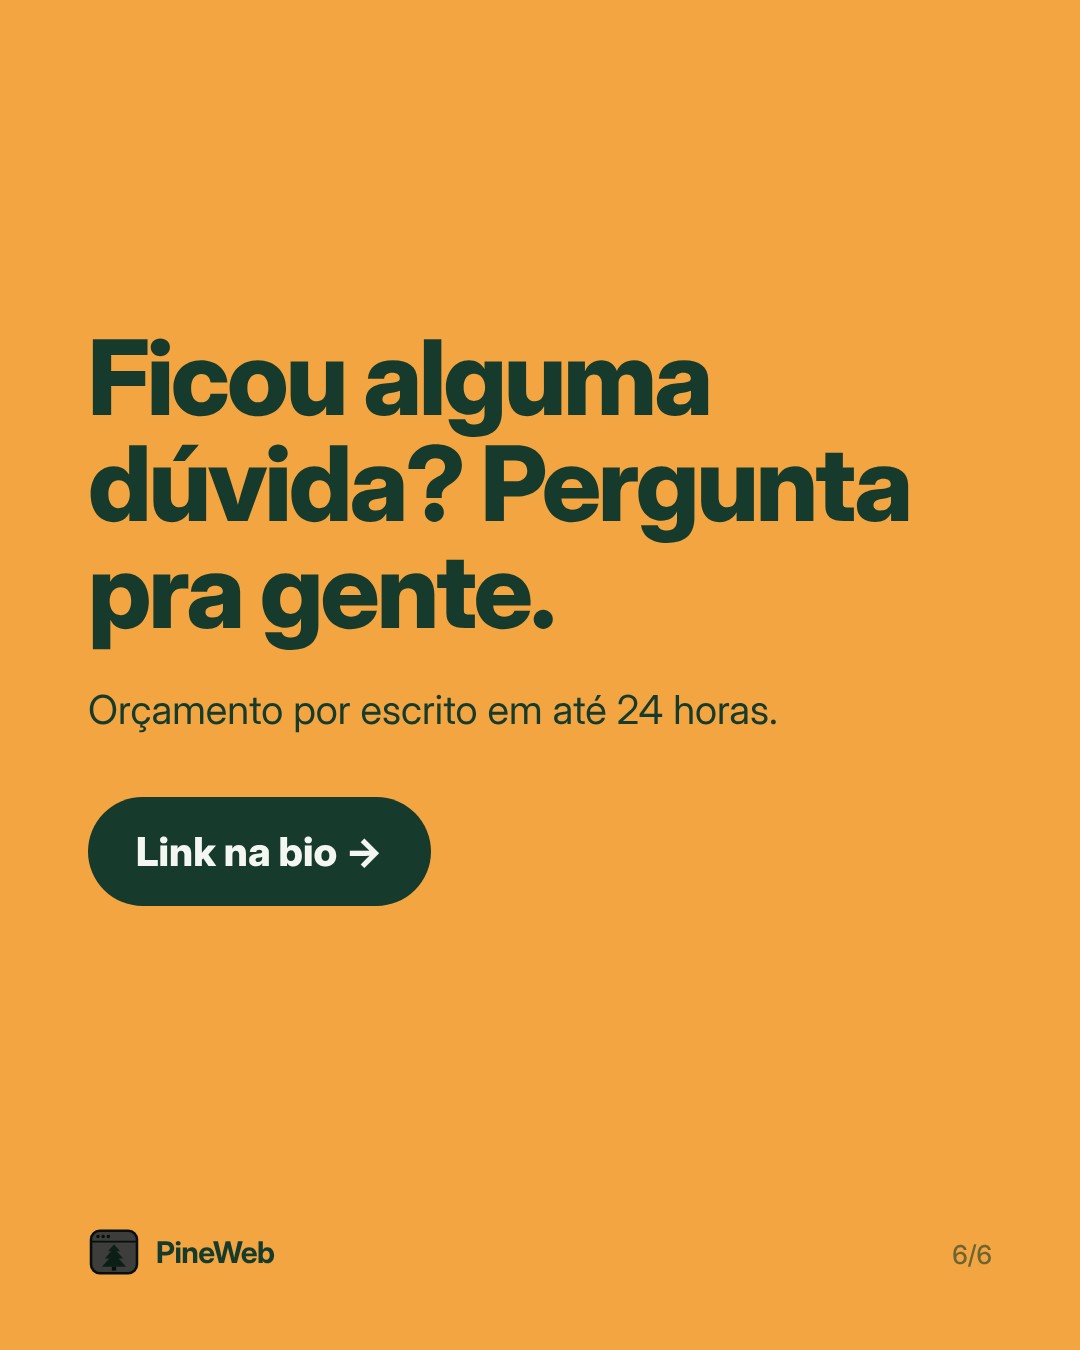 Ficou alguma
dúvida? Pergunta
pra gente.
Orçamento por escrito em até 24 horas.
Link na bio →
PineWeb
6/6